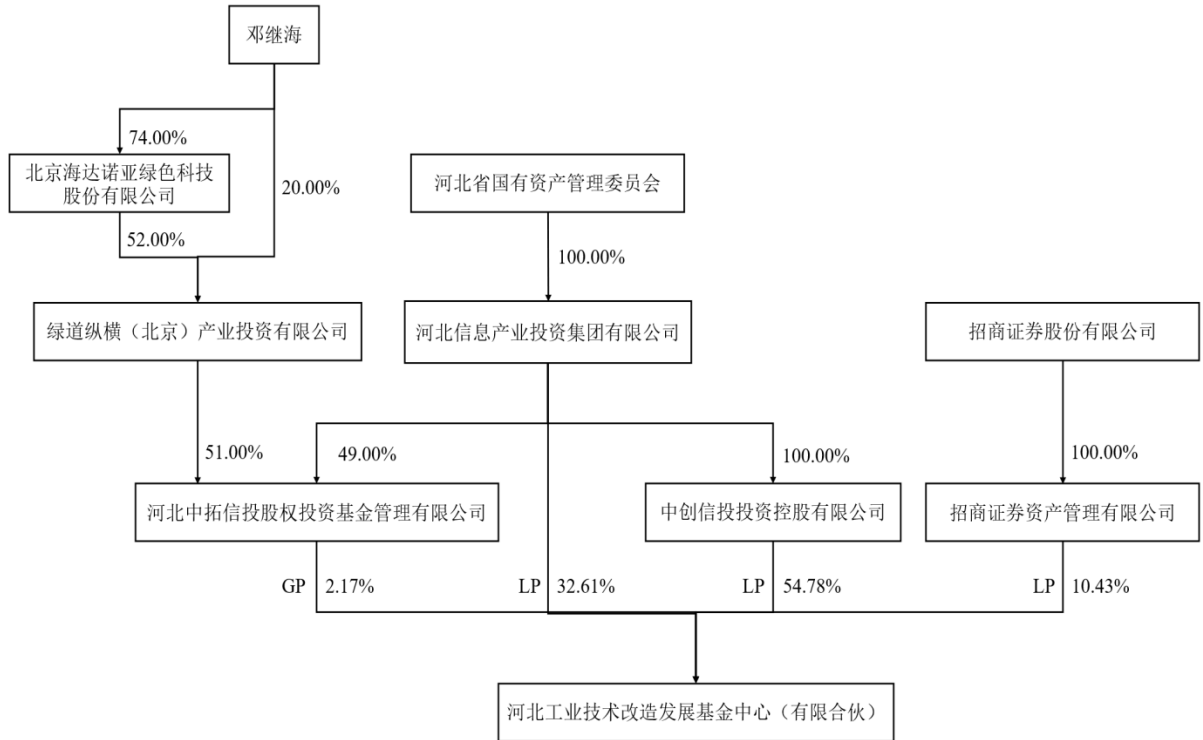 邓继海
74.00%
北京海达诺亚绿色科技
股份有限公司
20.00%
河北省国有资产管理委员会
52.00%
100.00%
绿道纵横（北京）产业投资有限公司
河北信息产业投资集团有限公司
招商证券股份有限公司
51.00%
49.00%
100.00%
100.00%
河北中拓信投股权投资基金管理有限公司
中创信投投资控股有限公司
招商证券资产管理有限公司
GP 2.17%
LP 32.61%
LP 54.78%
LP 10.43%
河北工业技术改造发展基金中心（有限合伙）